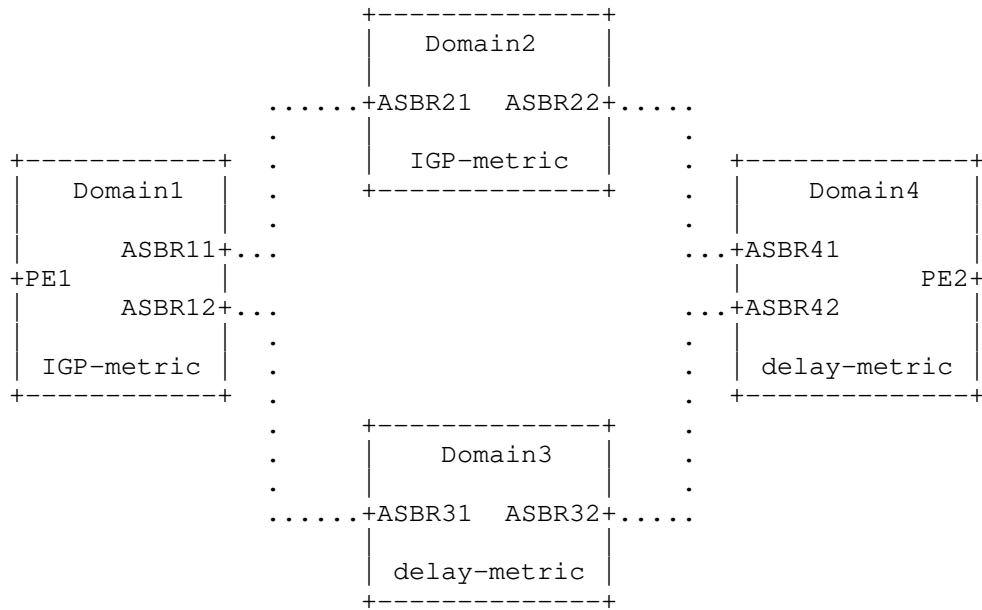 Domain2
ASBR21 ASBR22
IGP-metric
Domain1
Domain4
ASBR11
ASBR41
PE1
PE2
ASBR12
ASBR42
IGP-metric
delay-metric
Domain3
ASBR31 ASBR32
delay-metric